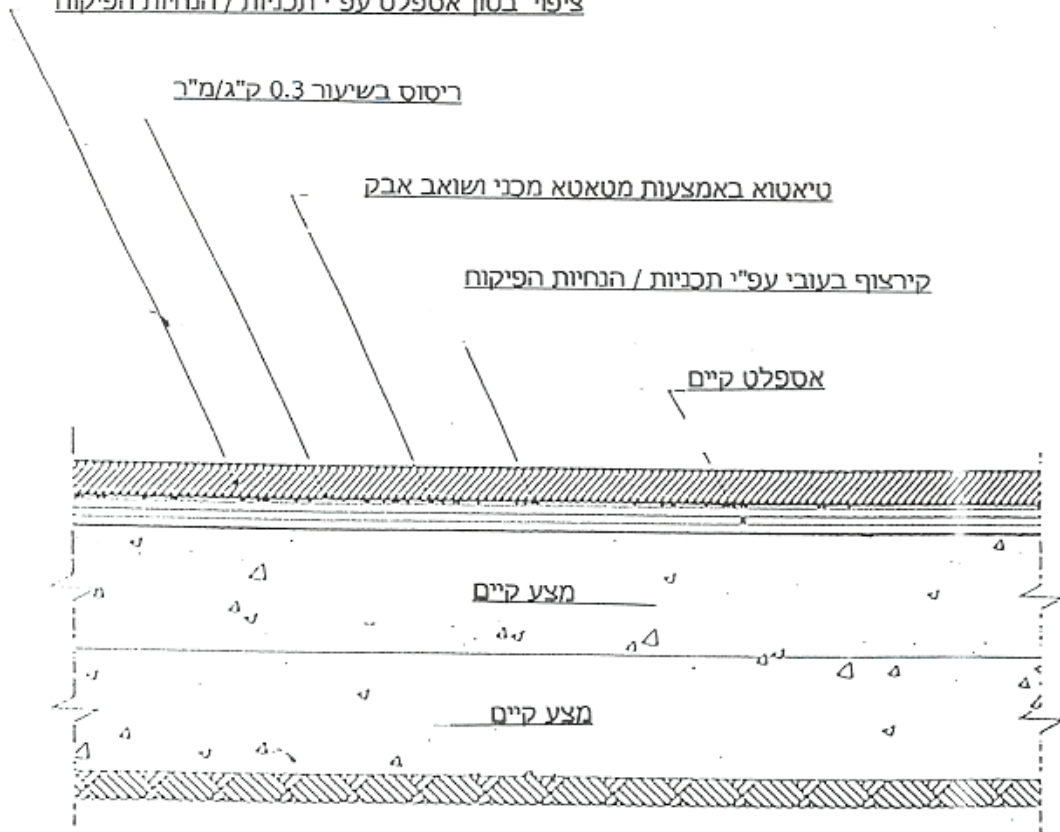 ציפוי בטון אספלט עפ"י תכניות / הנחיות הפיקוח
ריסוס בשיעור 0.3 ק"ג/מ"ר
טיאטוא באמצעות מטאטא מכני ושואב אבק
קירצוף בעובי עפ"י תכניות / הנחיות הפיקוח
אספלט קיים
מצע קיים
מצע קיים